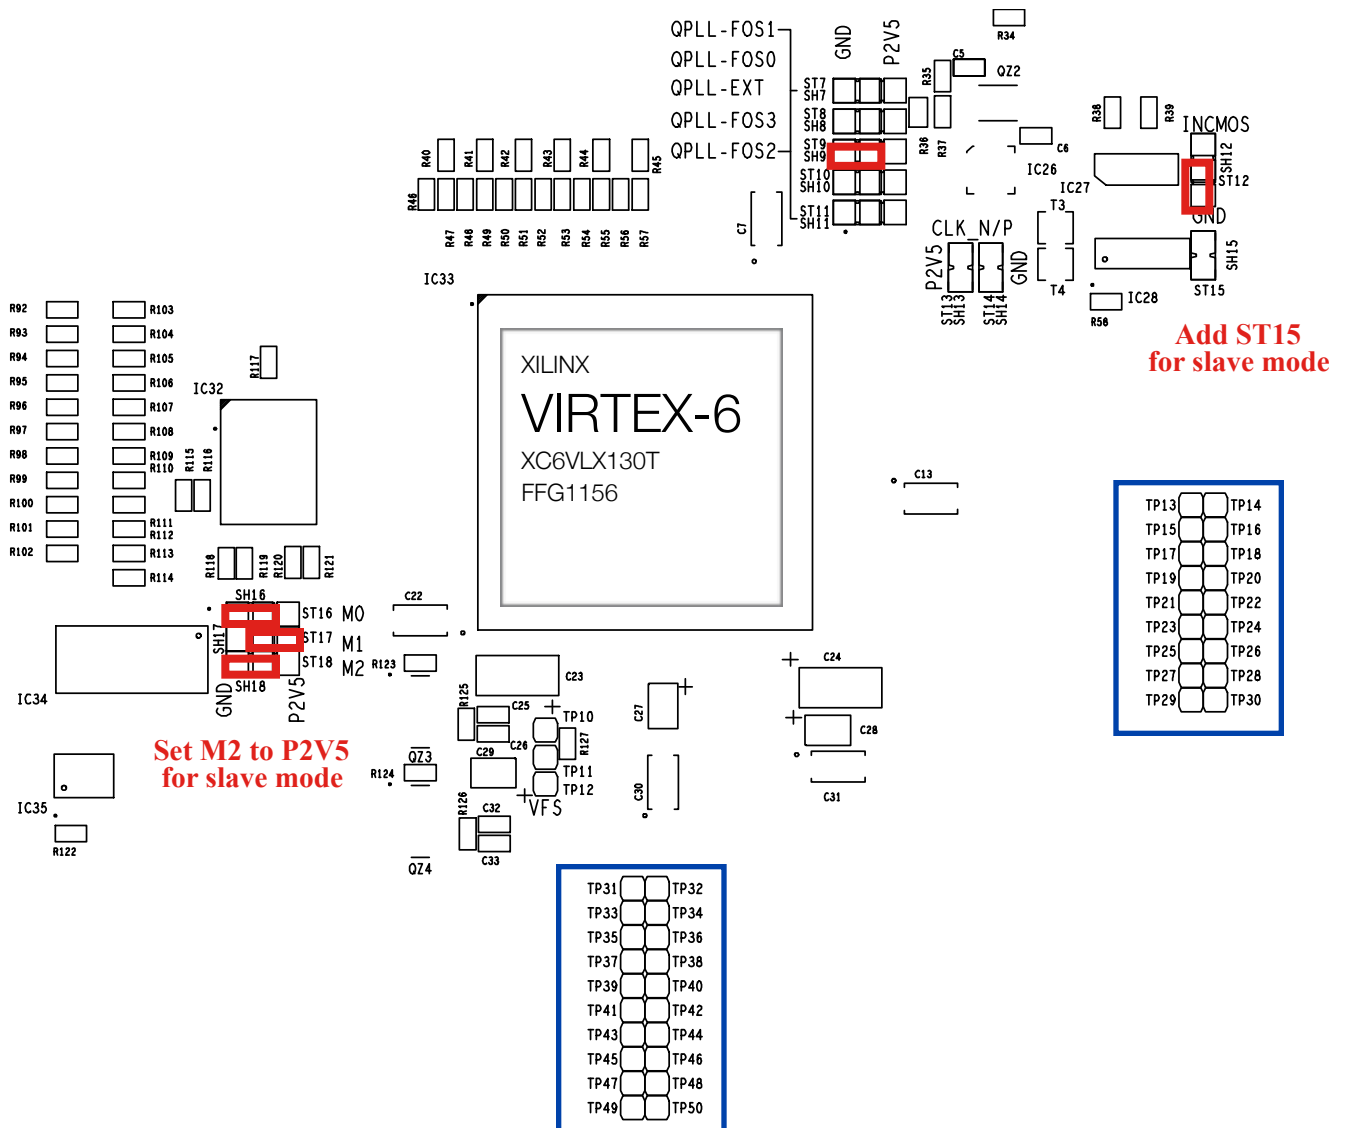 QPLL-FOS1
QPLL-FOS0
QPLL-EXT
QPLL-FOS3
QPLL-FOS2
GND
P2V5
ST7
SH7
ST8
SH8
ST9
SH9
ST10
SH10
ST11
SH11
R34
R35
C5
QZ2
R36
R37
C6
IC26
R38
R39
INCMOS
SH12
ST12
IC27
GND
T3
T4
CLK_N/P
P2V5
GND
ST13
SH13
ST14
SH14
SH15
ST15
IC28
R58
Add ST15
for slave mode
R40
R41
R42
R43
R44
R45
R46
R47
R48
R49
R50
R51
R52
R53
R54
R55
R56
R57
C7
IC33
XILINX
VIRTEX-6
XC6VLX130T
FFG1156
R92
R93
R94
R95
R96
R97
R98
R99
R100
R101
R102
R103
R104
R105
R106
R107
R108
R109
R110
R111
R112
R113
R114
R117
IC32
R115
R116
R118
R119
R120
R121
SH16
ST16 M0
SH17
ST17 M1
ST18 M2
SH18
GND
P2V5
IC34
Set M2 to P2V5
for slave mode
IC35
R122
C22
R123
R124
QZ3
QZ4
C23
R125
C25
C26
C29
R126
C32
C33
TP10
TP11
TP12
VFS
R127
C27
C30
C24
C28
C31
C13
TP13 TP14
TP15 TP16
TP17 TP18
TP19 TP20
TP21 TP22
TP23 TP24
TP25 TP26
TP27 TP28
TP29 TP30
TP31 TP32
TP33 TP34
TP35 TP36
TP37 TP38
TP39 TP40
TP41 TP42
TP43 TP44
TP45 TP46
TP47 TP48
TP49 TP50